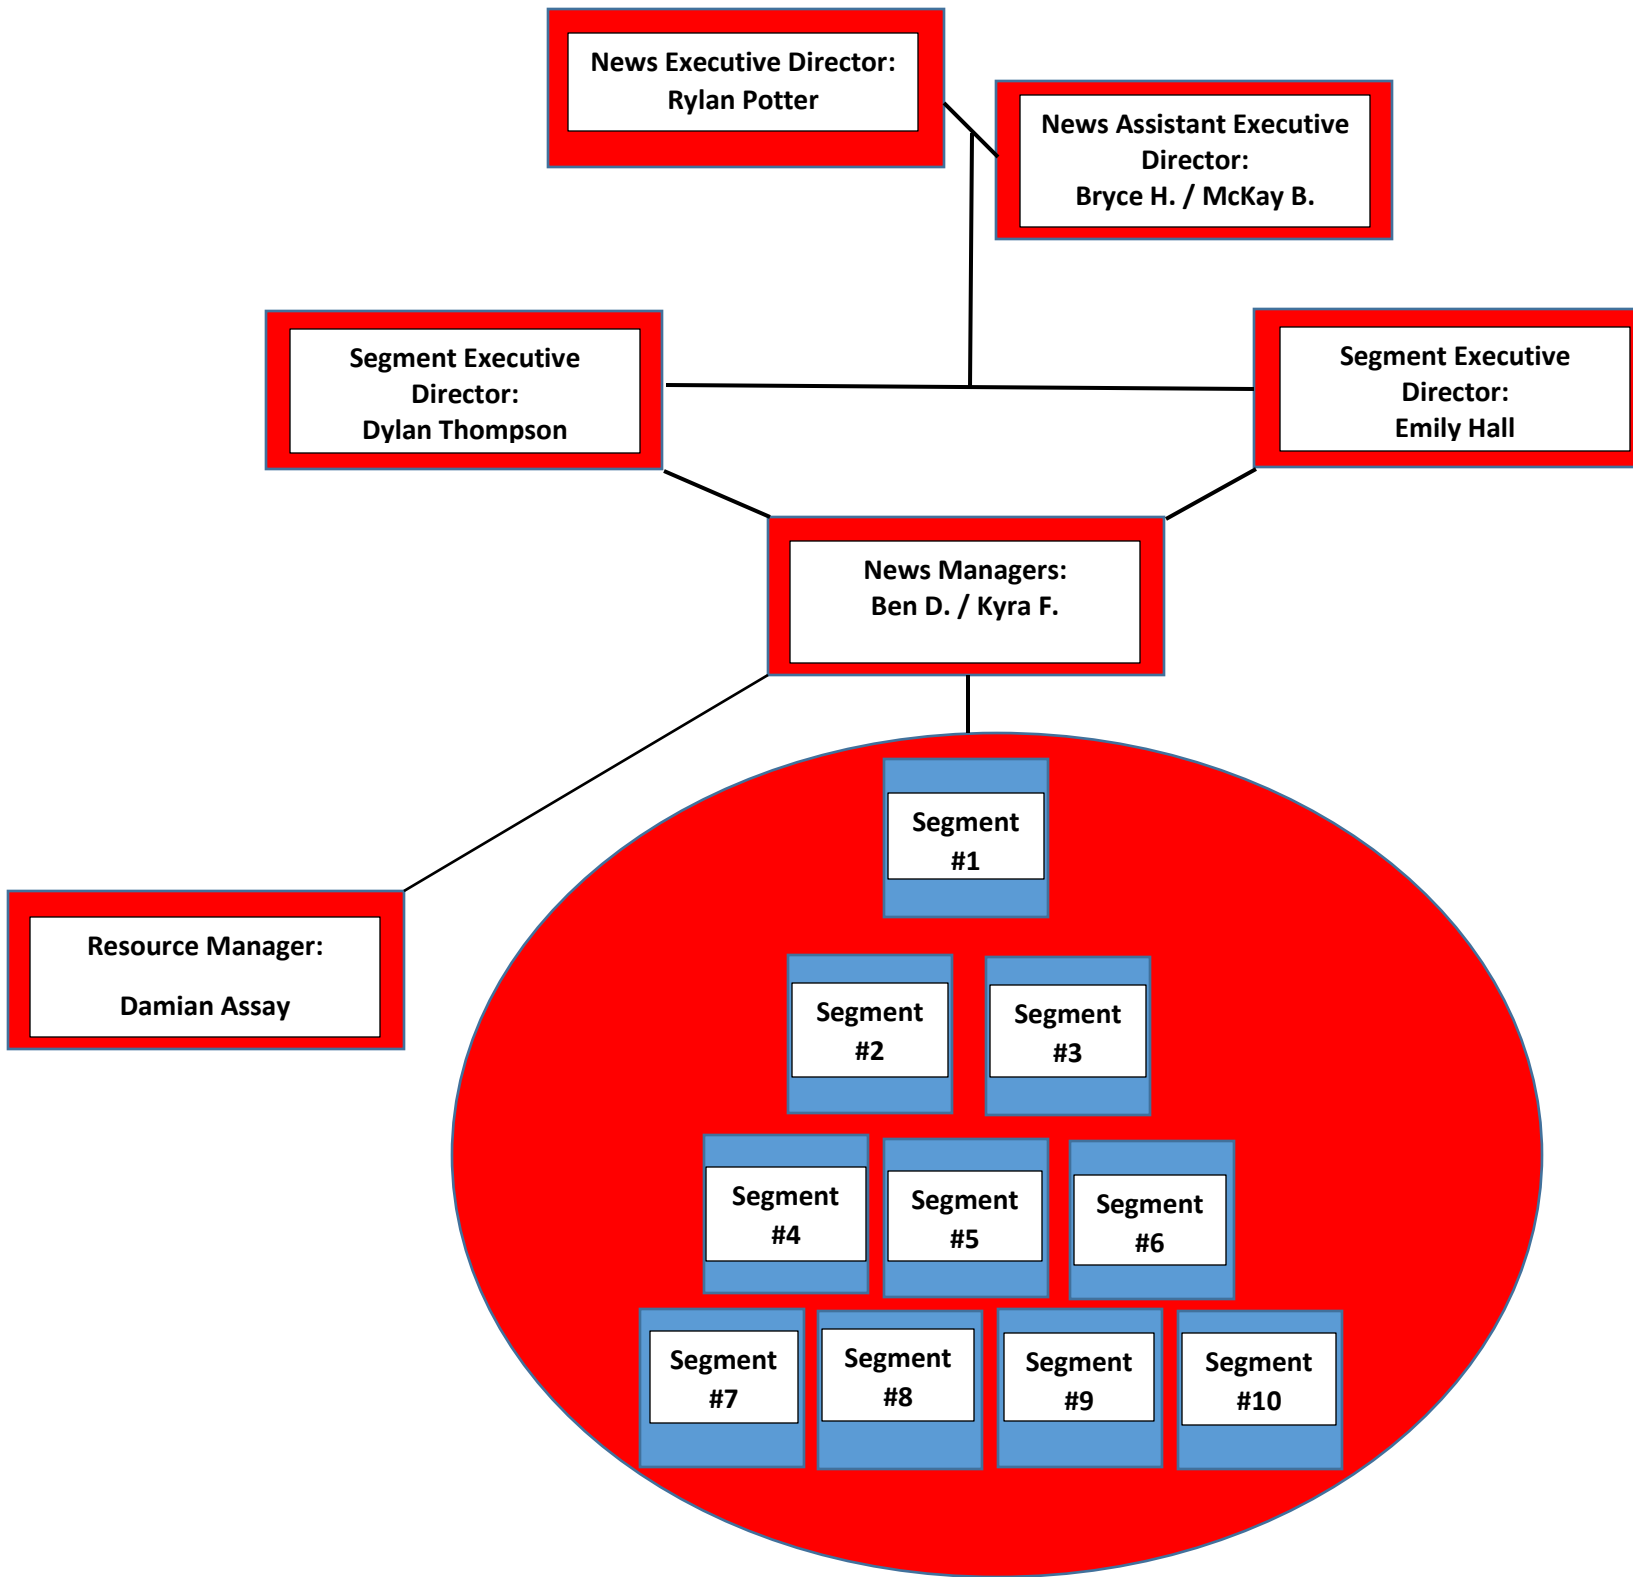 News Executive Director:
Rylan Potter
News Assistant Executive
Director:
Bryce H. / McKay B.
Segment Executive
Director:
Dylan Thompson
Segment Executive
Director:
Emily Hall
News Managers:
Ben D. / Kyra F.
Resource Manager:
Damian Assay
Segment
#1
Segment
#2
Segment
#3
Segment
#4
Segment
#5
Segment
#6
Segment
#7
Segment
#8
Segment
#9
Segment
#10